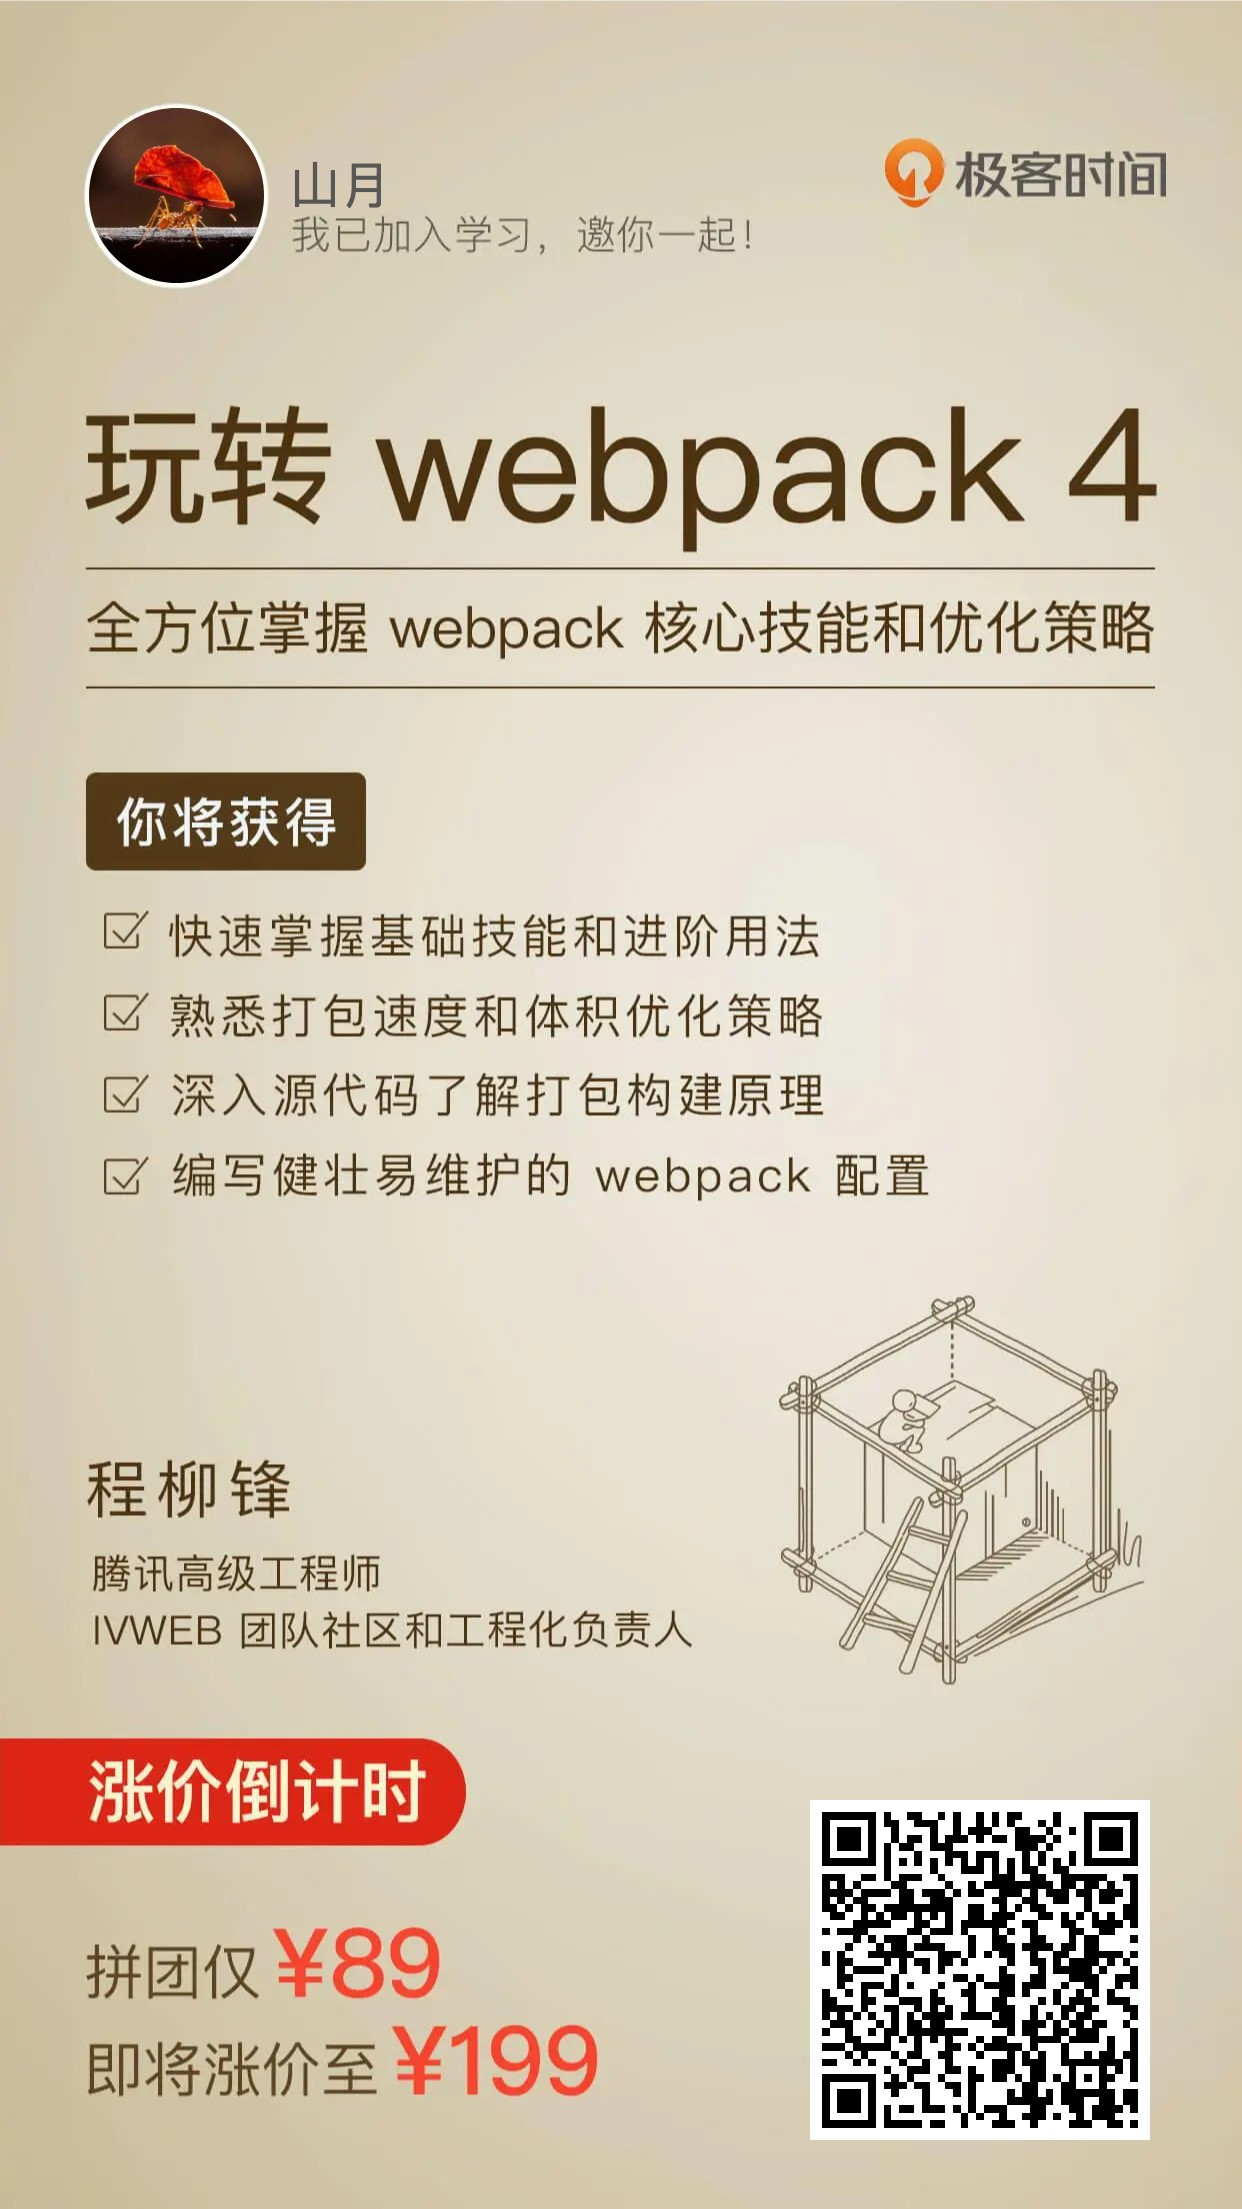 山月
我已加入学习，邀你一起！
极客时间
玩转 webpack 4
全方位掌握 webpack 核心技能和优化策略
你将获得
快速掌握基础技能和进阶用法
熟悉打包速度和体积优化策略
深入源代码了解打包构建原理
编写健壮易维护的 webpack 配置
程柳锋
腾讯高级工程师
IVWEB 团队社区和工程化负责人
涨价倒计时
拼团仅 ¥89
即将涨价至 ¥199